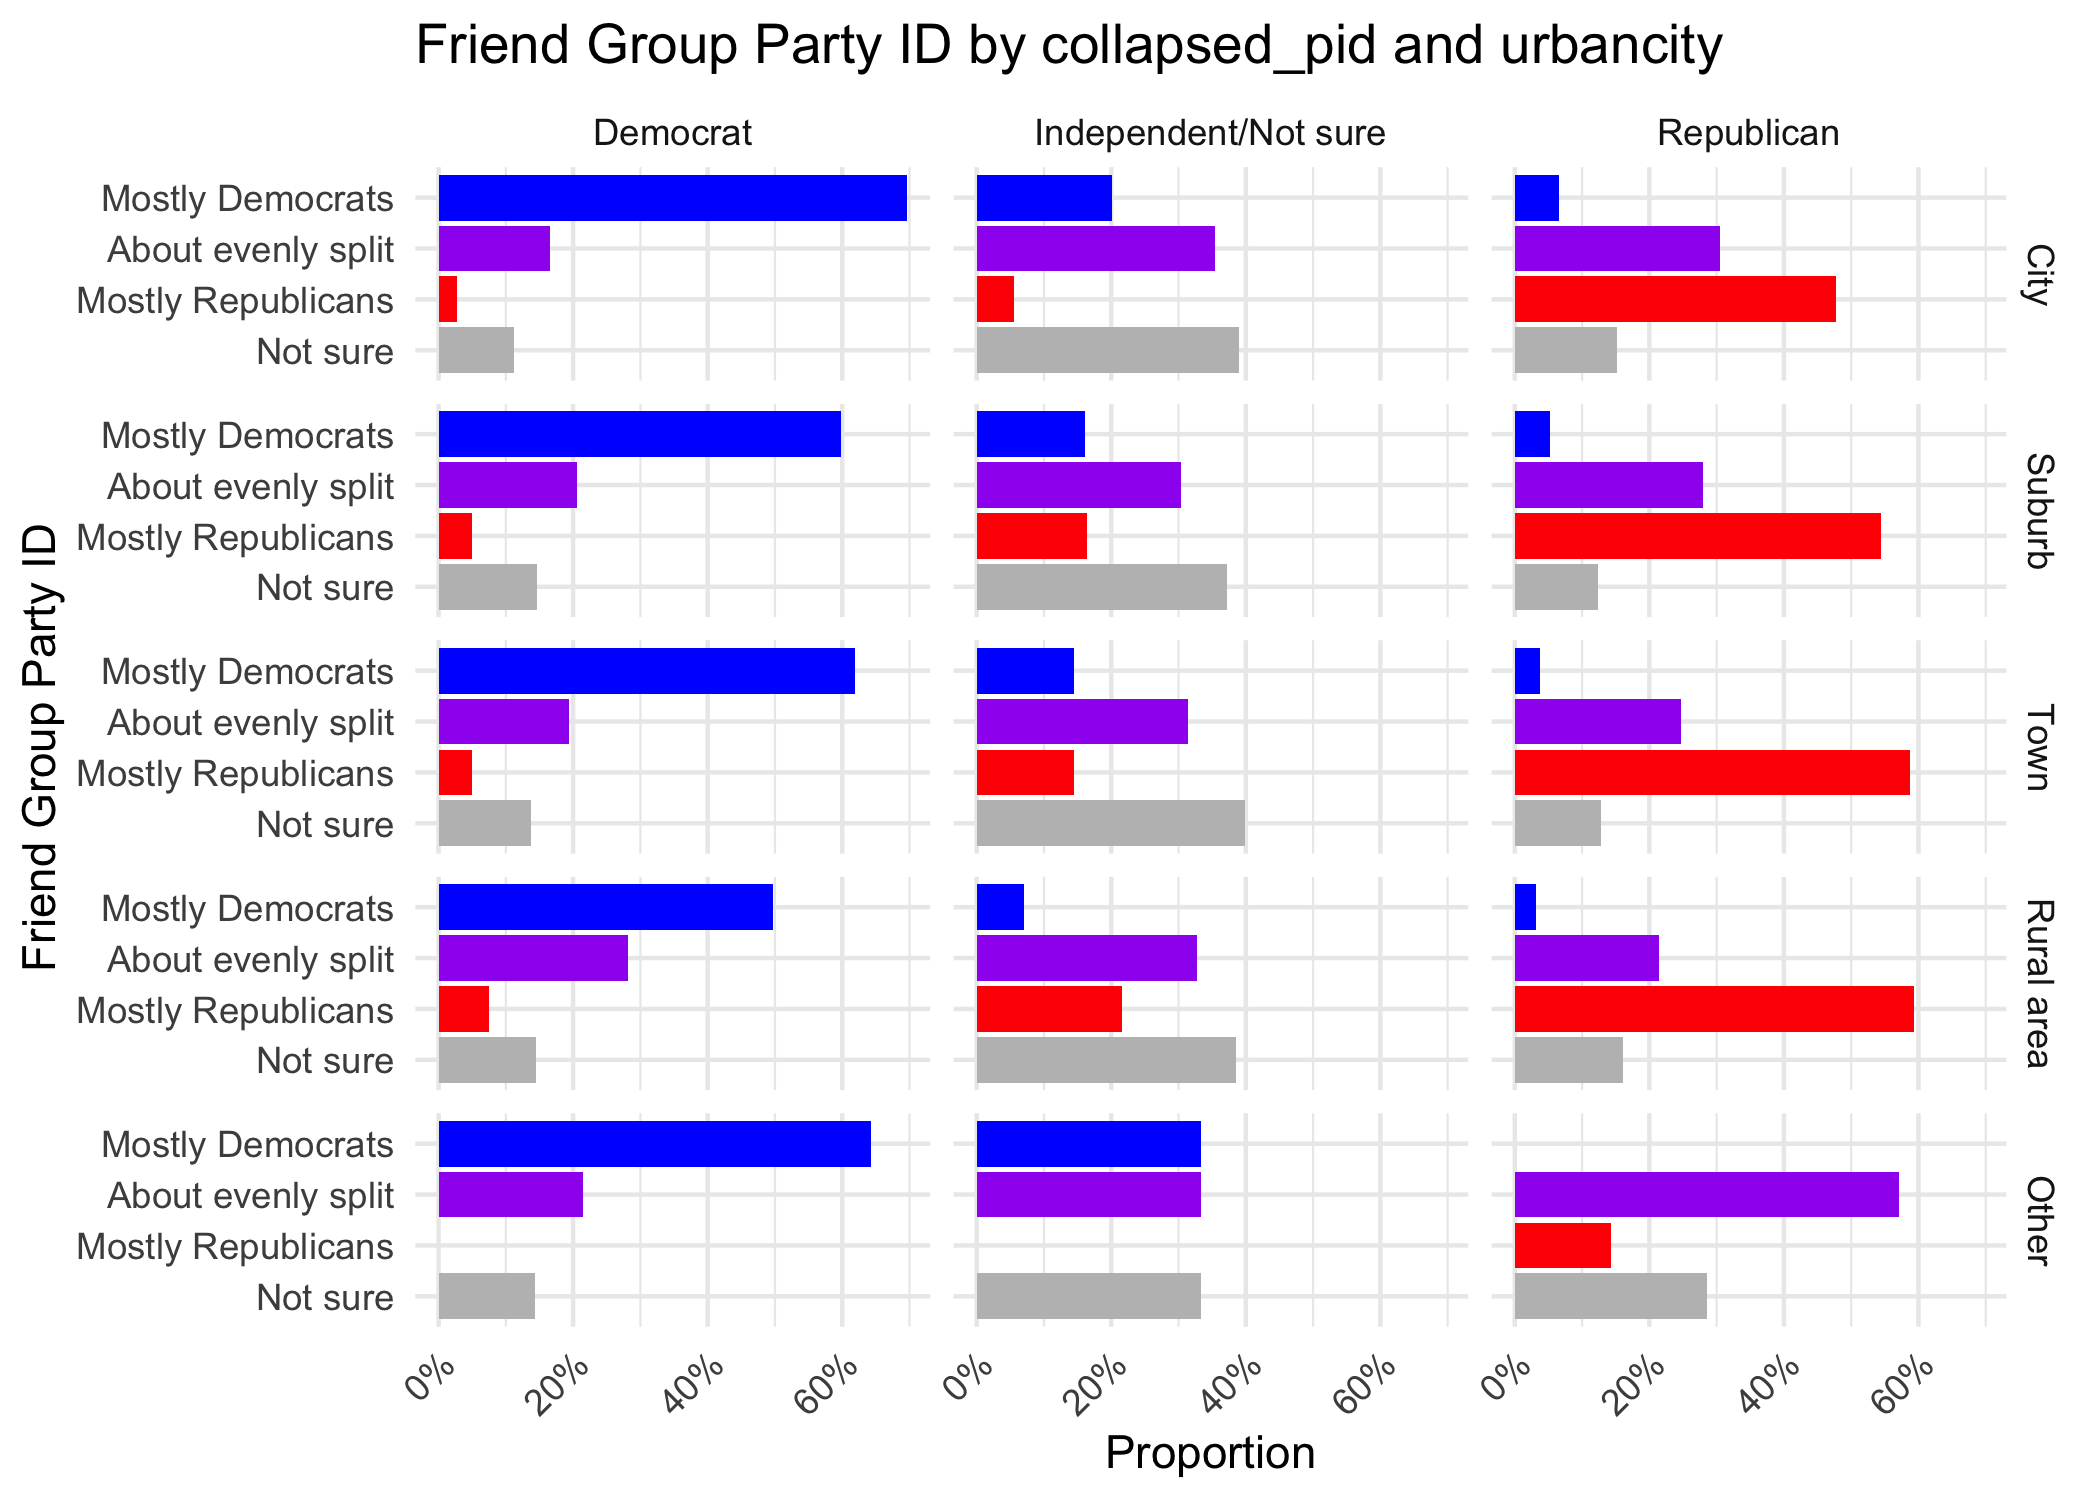 Friend Group Party ID by collapsed_pid and urbancity
Democrat
Independent/Not sure
Republican
Friend Group Party ID
Mostly Democrats
About evenly split
Mostly Republicans
Not sure
City
Mostly Democrats
About evenly split
Mostly Republicans
Not sure
Suburb
Mostly Democrats
About evenly split
Mostly Republicans
Not sure
Town
Mostly Democrats
About evenly split
Mostly Republicans
Not sure
Rural area
Mostly Democrats
About evenly split
Mostly Republicans
Not sure
Other
0% 20% 40% 60%
0% 20% 40% 60%
0% 20% 40% 60%
Proportion